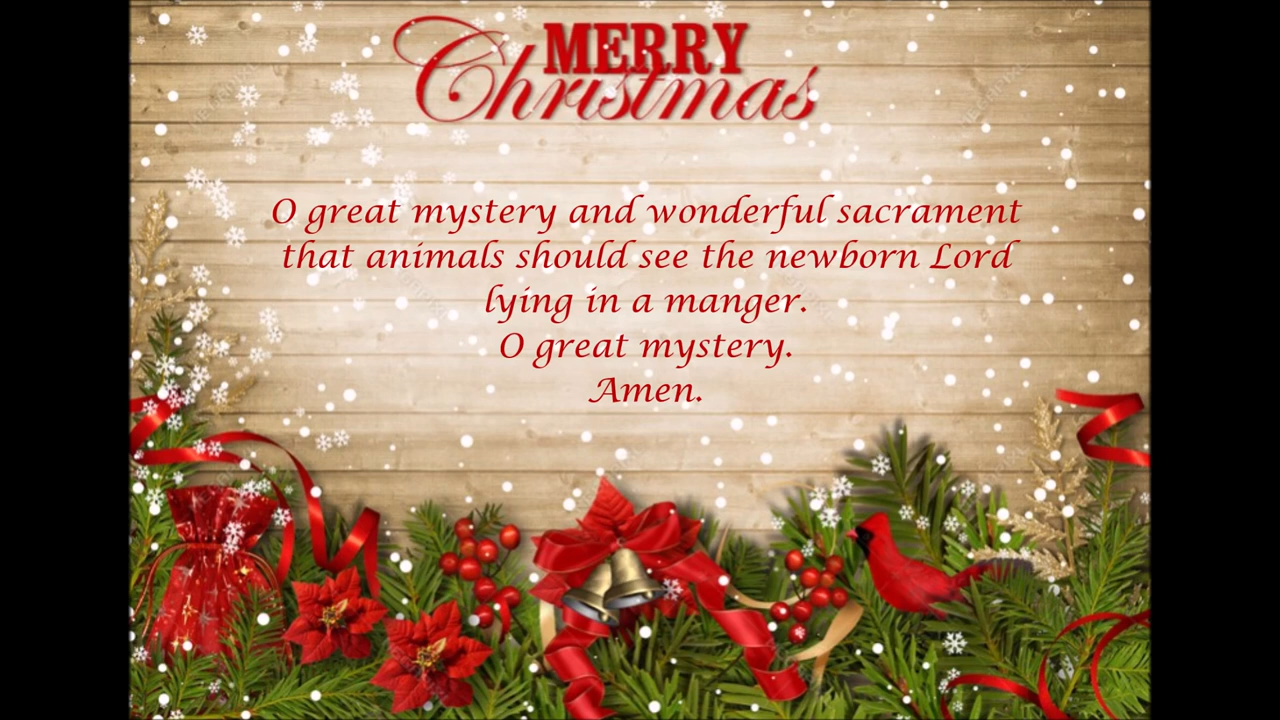 MERRY
Christmas
O great mystery and wonderful sacrament
that animals should see the newborn Lord
lying in a manger.
O great mystery.
Amen.